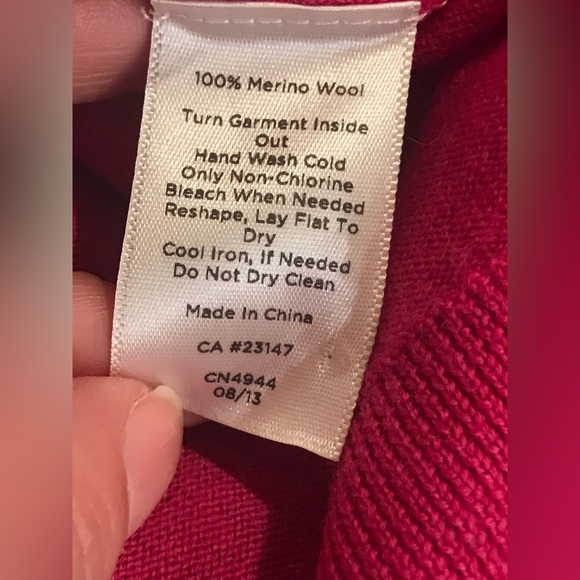 100% Merino Wool
Turn Garment Inside
Out
Hand Wash Cold
Only Non-Chlorine
Bleach When Needed
Reshape, Lay Flat To
Dry
Cool Iron, If Needed
Do Not Dry Clean
Made In China
CA #23147
CN4944
08/13